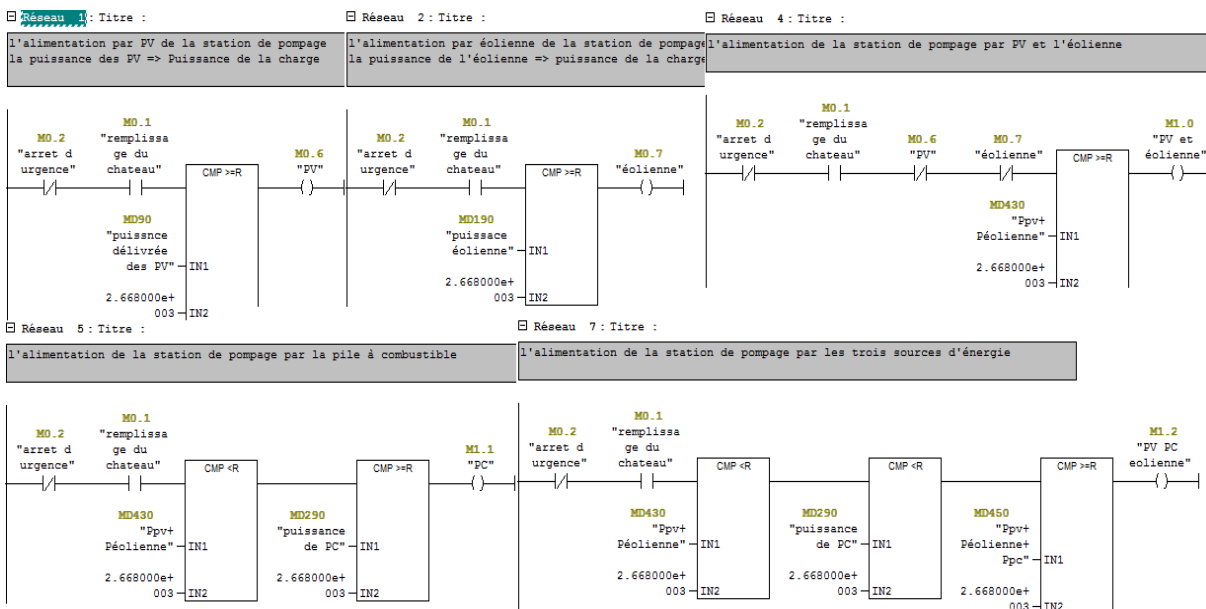 Réseau 1: Titre :
l'alimentation par PV de la station de pompage
la puissance des PV => Puissance de la charge
M0.1
M0.2
"remplissa
"arret d
ge du
M0.6
urgence"
chateau"
CMP >=R
"PV"
MD90
"puissnce
délivrée
des PV"
IN1
2.668000e+
003
IN2
Réseau 2: Titre :
l'alimentation par éolienne de la station de pompage
la puissance de l'éolienne => puissance de la charge
M0.1
M0.2
"remplissa
"arret d
ge du
M0.7
urgence"
chateau"
CMP >=R
"éolienne"
MD190
"puissace
éolienne"
IN1
2.668000e+
003
IN2
Réseau 4: Titre :
l'alimentation de la station de pompage par PV et l'éolienne
M0.1
M0.2
"remplissa
M1.0
"arret d
ge du
M0.6
M0.7
"PV et
urgence"
chateau"
"PV"
"éolienne"
CMP >=R
éolienne"
MD430
"Ppv+
Péolienne"
IN1
2.668000e+
003
IN2
Réseau 5: Titre :
l'alimentation de la station de pompage par la pile à combustible
M0.1
M0.2
"remplissa
"arret d
ge du
M1.1
urgence"
chateau"
CMP <R
CMP >=R
"PC"
MD430
"Ppv+
Péolienne"
IN1
2.668000e+
003
IN2
MD290
"puissance
de PC"
IN1
2.668000e+
003
IN2
Réseau 7: Titre :
l'alimentation de la station de pompage par les trois sources d'énergie
M0.1
M0.2
"remplissa
M1.2
"arret d
ge du
"PV PC
urgence"
chateau"
CMP <R
CMP <R
CMP >=R
eolienne"
MD430
"Ppv+
Péolienne"
IN1
2.668000e+
003
IN2
MD290
"puissance
de PC"
IN1
2.668000e+
003
IN2
MD450
"Ppv+
Péolienne+
Ppc"
IN1
2.668000e+
003
IN2